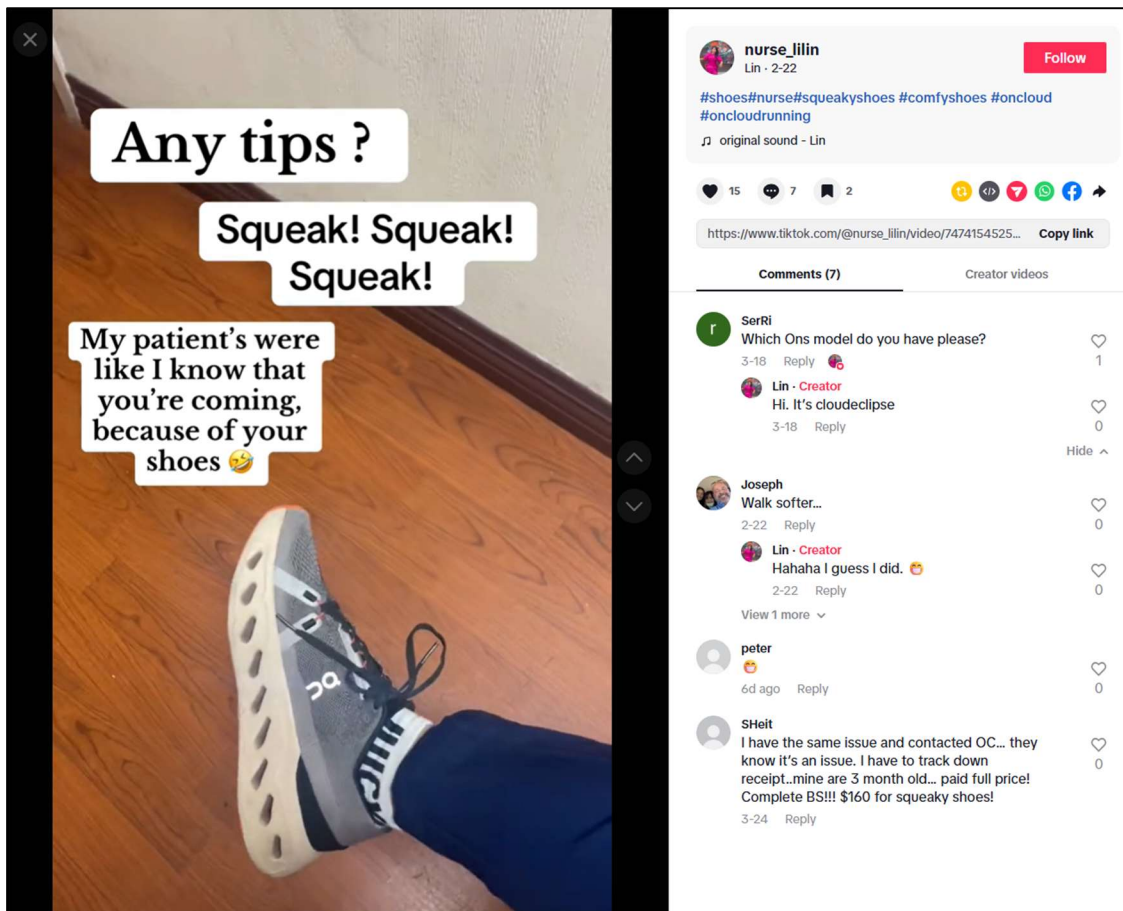 Any tips ?
Squeak! Squeak!
Squeak!
My patient's were
like I know that
you're coming,
because of your
shoes 🤣
nurse_lilin
Lin · 2-22
Follow
#shoes#nurse#squeakyshoes #comfyshoes #oncloud
#oncloudrunning
original sound - Lin
15
7
2
https://www.tiktok.com/@nurse_lilin/video/7474154525...
Copy link
Comments (7)
Creator videos
r
SerRi
Which Ons model do you have please?
3-18 Reply
1
Lin · Creator
Hi. It's cloudeclipse
3-18 Reply
0
Hide
Joseph
Walk softer...
2-22 Reply
0
Lin · Creator
Hahaha I guess I did. 😁
2-22 Reply
0
View 1 more
peter
😁
6d ago Reply
0
SHeit
I have the same issue and contacted OC... they
know it's an issue. I have to track down
receipt..mine are 3 month old... paid full price!
Complete BS!!! $160 for squeaky shoes!
3-24 Reply
0